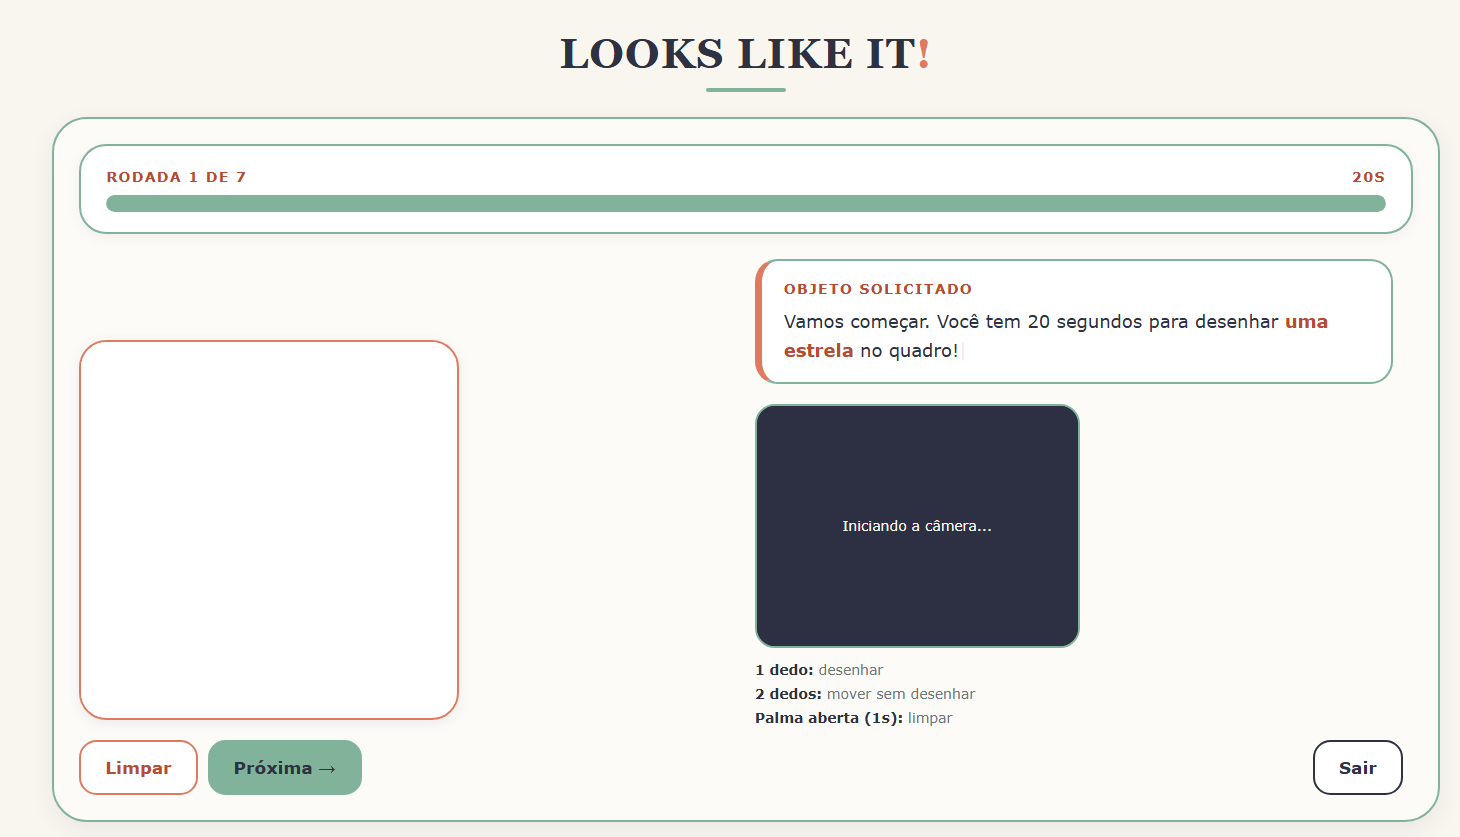 LOOKS LIKE IT!
RODADA 1 DE 7
20S
OBJETO SOLICITADO
Vamos começar. Você tem 20 segundos para desenhar uma
estrela no quadro!
Iniciando a câmera...
1 dedo: desenhar
2 dedos: mover sem desenhar
Palma aberta (1s): limpar
Limpar
Próxima →
Sair